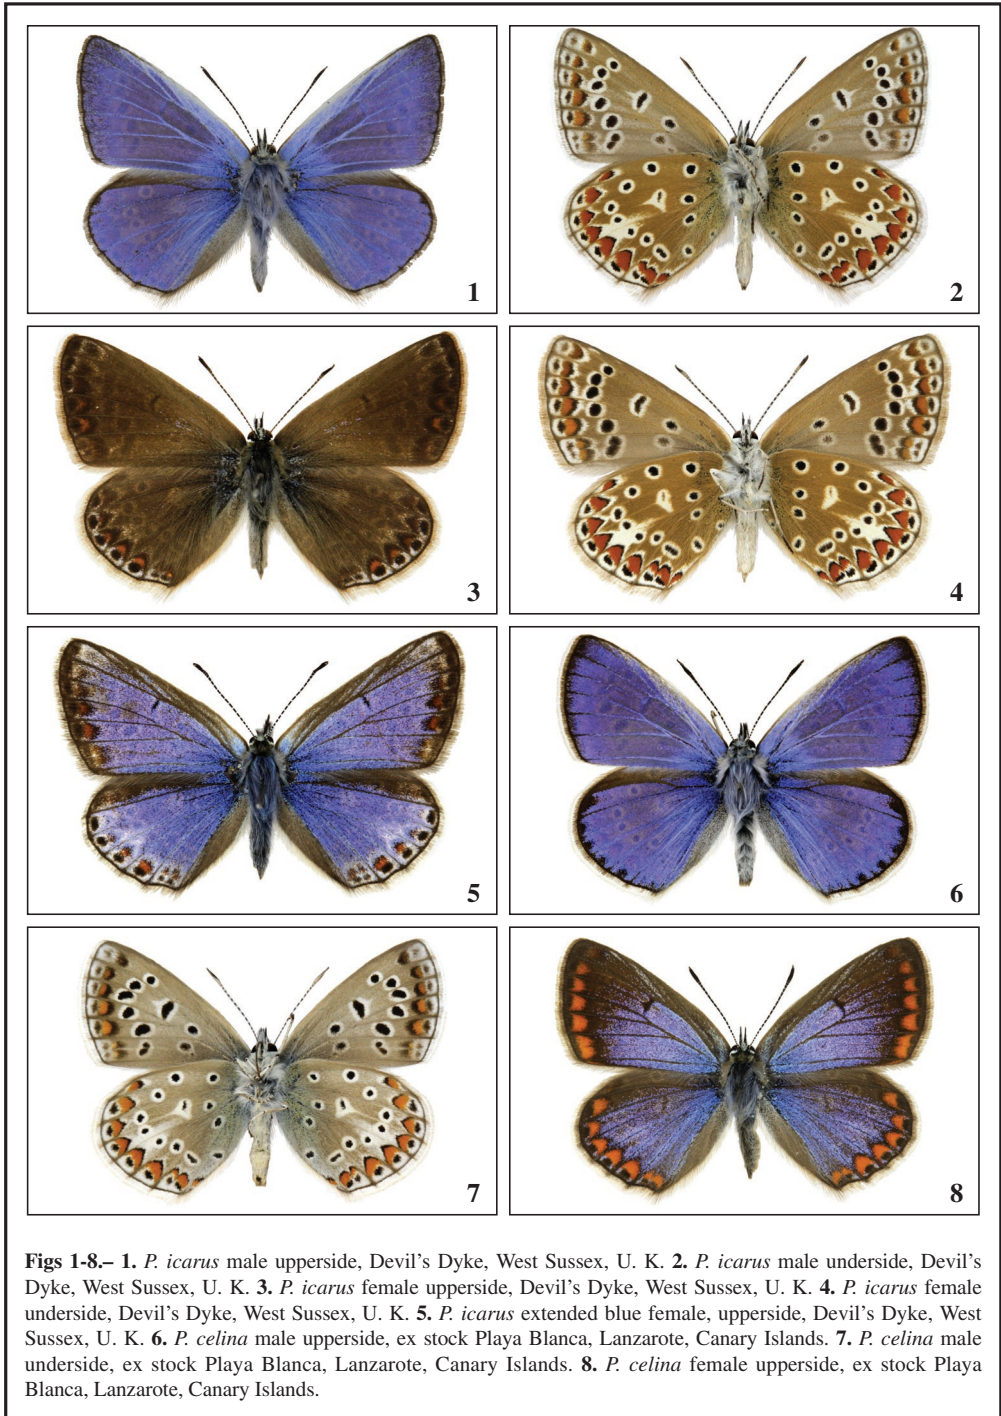 1
2
3
4
5
6
7
8
Figs 1-8.– 1. P. icarus male upperside, Devil's Dyke, West Sussex, U. K. 2. P. icarus male underside, Devil's
Dyke, West Sussex, U. K. 3. P. icarus female upperside, Devil's Dyke, West Sussex, U. K. 4. P. icarus female
underside, Devil's Dyke, West Sussex, U. K. 5. P. icarus extended blue female, upperside, Devil's Dyke, West
Sussex, U. K. 6. P. celina male upperside, ex stock Playa Blanca, Lanzarote, Canary Islands. 7. P. celina male
underside, ex stock Playa Blanca, Lanzarote, Canary Islands. 8. P. celina female upperside, ex stock Playa
Blanca, Lanzarote, Canary Islands.